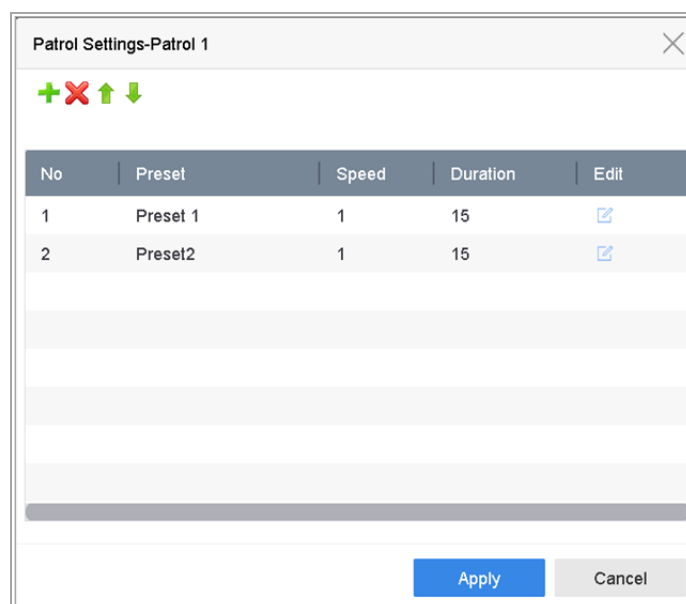 Patrol Settings-Patrol 1
No Preset Speed Duration Edit
1 Preset 1 1 15
2 Preset2 1 15
Apply Cancel